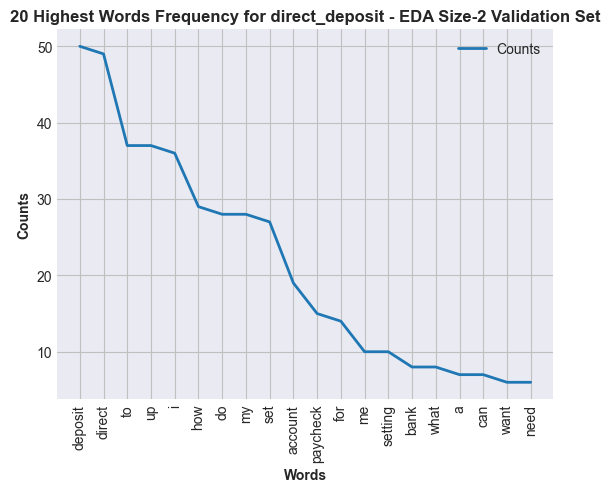 20 Highest Words Frequency for direct_deposit - EDA Size-2 Validation Set
Counts
50
40
30
20
10
Counts
deposit
direct
to
up
i
how
do
my
set
account
paycheck
for
me
setting
bank
what
a
can
want
need
Words